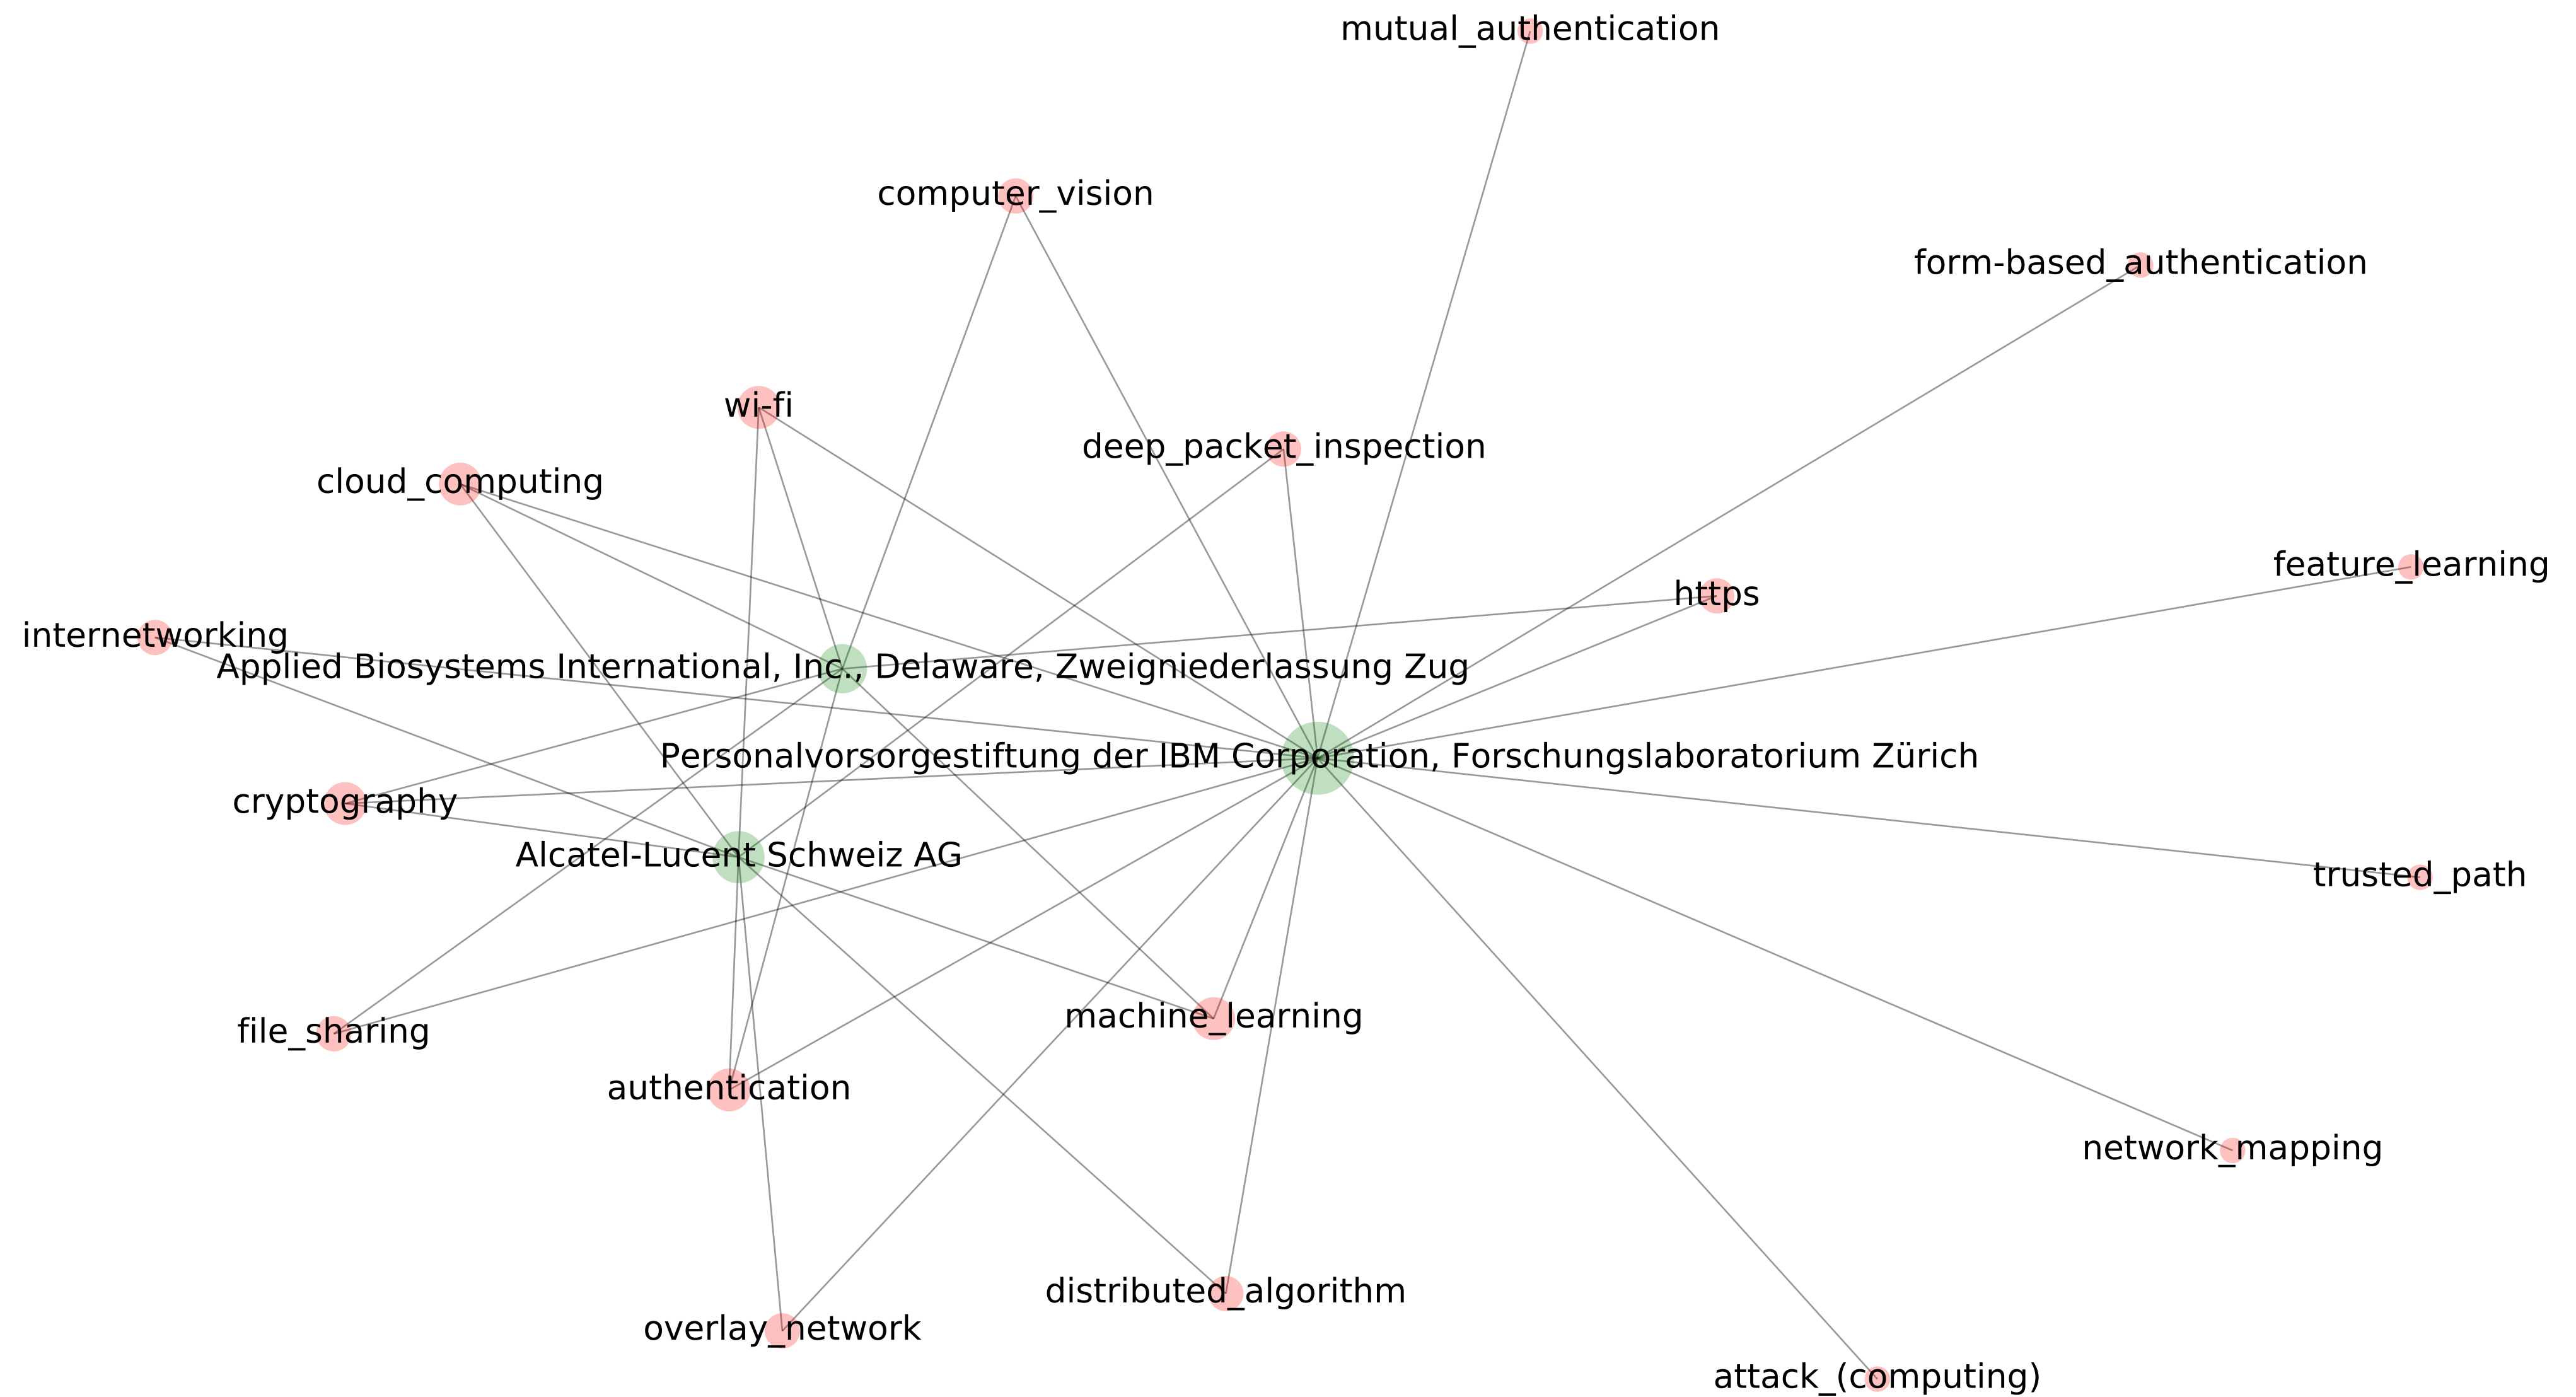 mutual_authentication
computer_vision
form-based_authentication
wi-fi
deep_packet_inspection
cloud_computing
feature_learning
https
internetworking
Applied Biosystems International, Inc., Delaware, Zweigniederlassung Zug
Personalvorsorgestiftung der IBM Corporation, Forschungslaboratorium Zürich
cryptography
Alcatel-Lucent Schweiz AG
trusted_path
machine_learning
file_sharing
authentication
network_mapping
distributed_algorithm
overlay_network
attack_(computing)